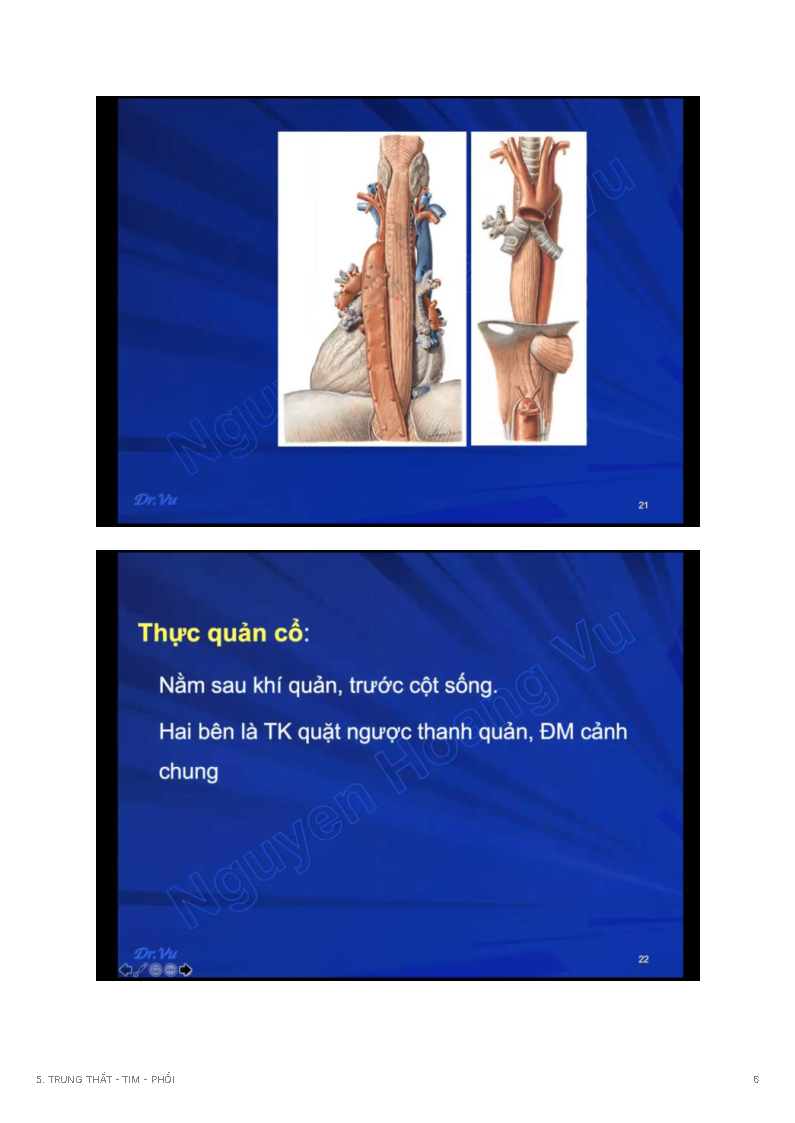 Nguyen Hoang Vu
Dr.Vu
21
Thực quản cổ:
Nằm sau khí quản, trước cột sống.
Hai bên là TK quặt ngược thanh quản, ĐM cảnh
chung
Nguyen Hoang Vu
Dr.Vu
22
5. TRUNG THẤT - TIM - PHỔI
6